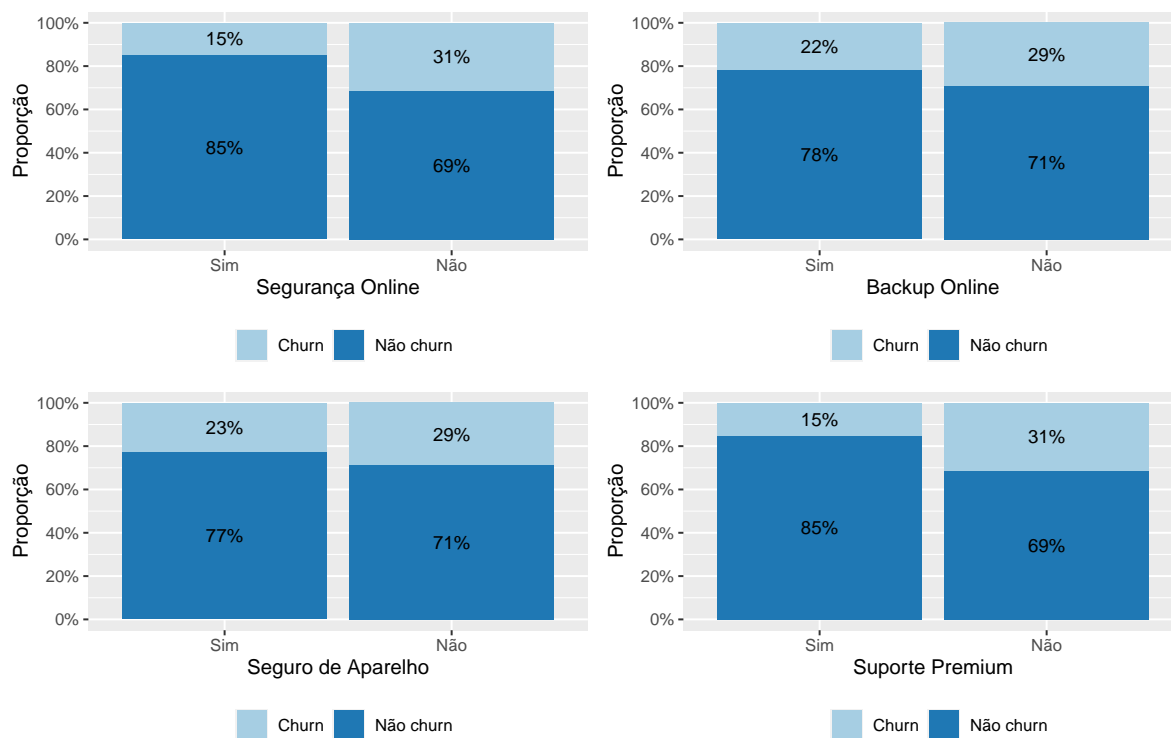 100%
80%
60%
40%
20%
0%
Proporção
15%
31%
85%
69%
Sim
Não
Segurança Online
Churn
Não churn
100%
80%
60%
40%
20%
0%
Proporção
22%
29%
78%
71%
Sim
Não
Backup Online
Churn
Não churn
100%
80%
60%
40%
20%
0%
Proporção
23%
29%
77%
71%
Sim
Não
Seguro de Aparelho
Churn
Não churn
100%
80%
60%
40%
20%
0%
Proporção
15%
31%
85%
69%
Sim
Não
Suporte Premium
Churn
Não churn